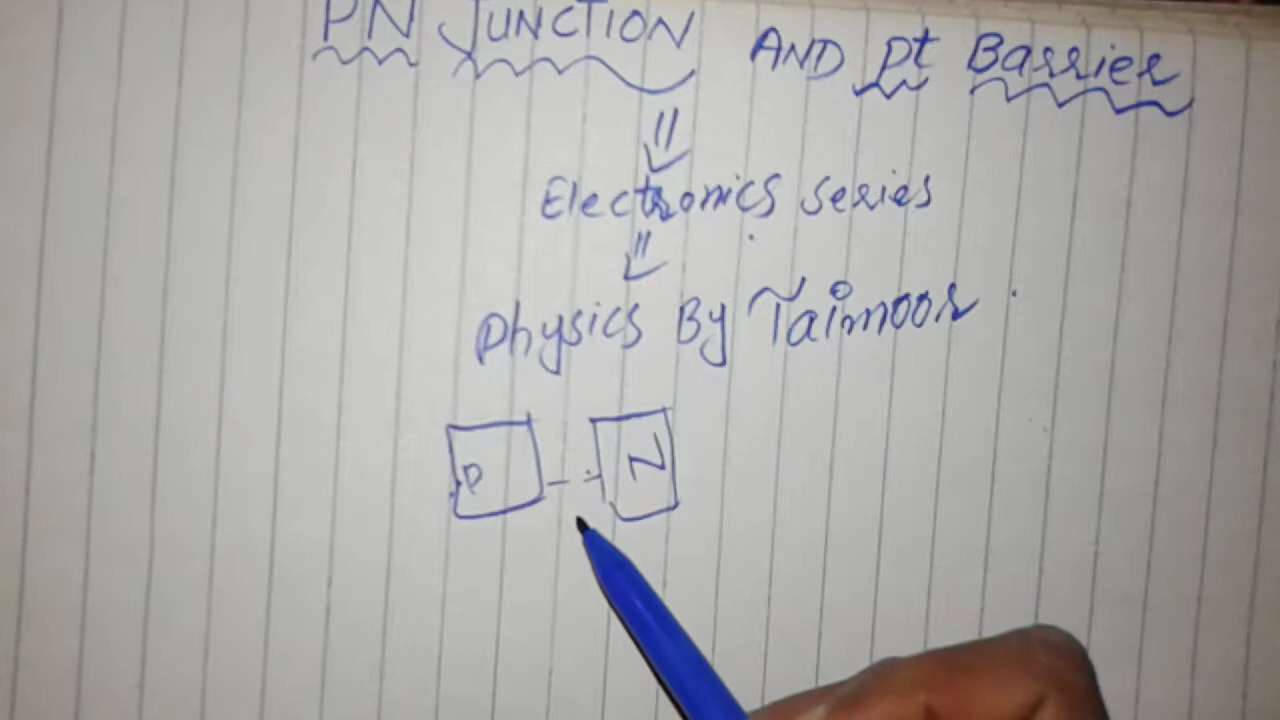 PN JUNCTION AND Pt Barrier
Electronics series
Physics By Taimoor
P N